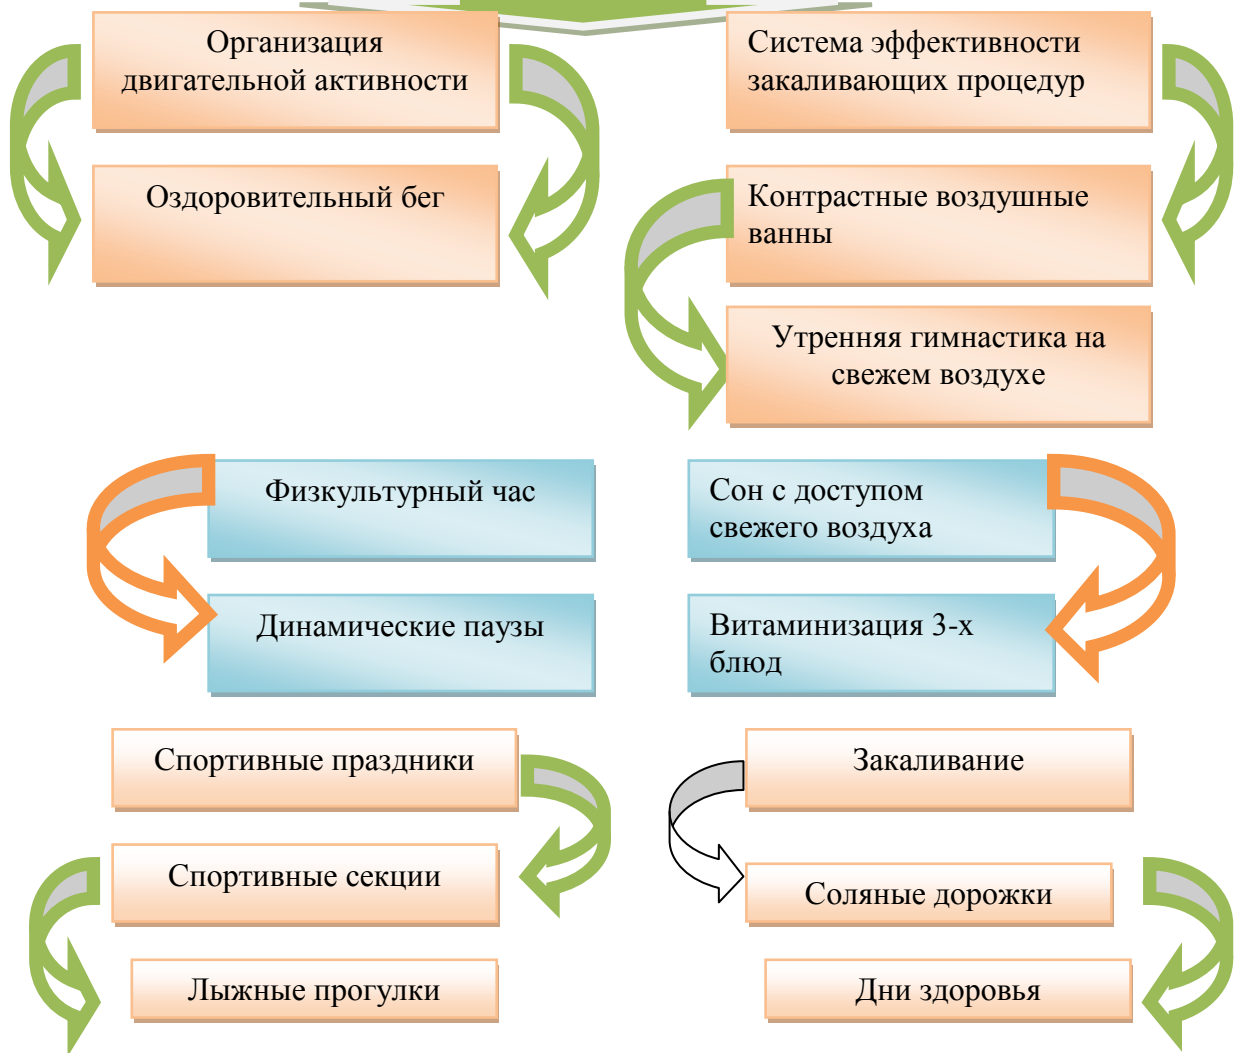 Организация
двигательной активности
Система эффективности
закаливающих процедур
Оздоровительный бег
Контрастные воздушные
ванны
Утренняя гимнастика на
свежем воздухе
Физкультурный час
Сон с доступом
свежего воздуха
Динамические паузы
Витаминизация 3-х
блюд
Спортивные праздники
Закаливание
Спортивные секции
Соляные дорожки
Лыжные прогулки
Дни здоровья